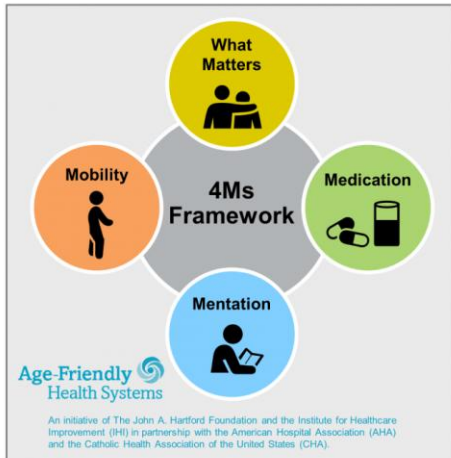 What
Matters
Mobility
4Ms
Framework
Medication
Mentation
Age-Friendly
Health Systems
An initiative of The John A. Hartford Foundation and the Institute for Healthcare
Improvement (IHI) in partnership with the American Hospital Association (AHA)
and the Catholic Health Association of the United States (CHA).